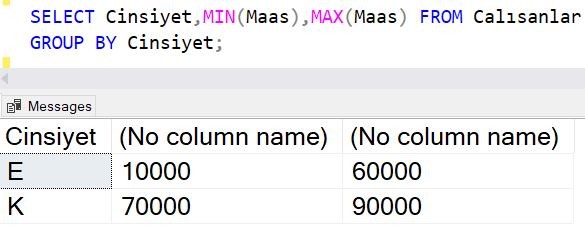 SELECT Cinsiyet,MIN(Maas),MAX(Maas) FROM Calısanlar
GROUP BY Cinsiyet;
Messages
Cinsiyet (No column name) (No column name)
E 10000 60000
K 70000 90000